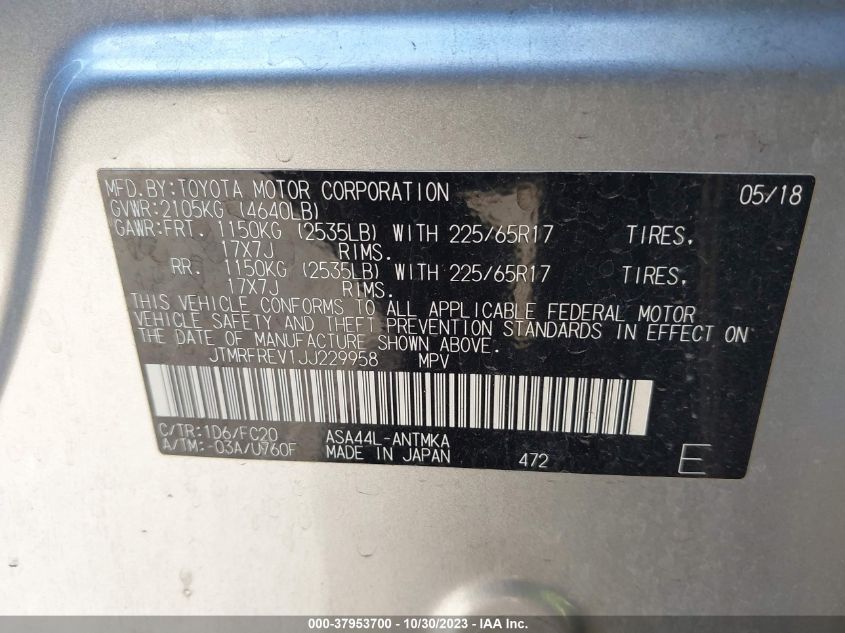 MFD.BY:TOYOTA MOTOR CORPORATION 05/18
GVWR:2105KG (4640LB)
GAWR:FRT. 1150KG (2535LB) WITH 225/65R17 TIRES,
17X7J RIMS.
RR. 1150KG (2535LB) WITH 225/65R17 TIRES,
17X7J RIMS.
THIS VEHICLE CONFORMS TO ALL APPLICABLE FEDERAL MOTOR
VEHICLE SAFETY AND THEFT PREVENTION STANDARDS IN EFFECT ON
THE DATE OF MANUFACTURE SHOWN ABOVE.
JTMRFREV1JJ229958 MPV
C/TR:1D6/FC20 ASA44L-ANTMKA
A/TM:-03A/U760F MADE IN JAPAN 472 E
000-37953700 - 10/30/2023 - IAA Inc.